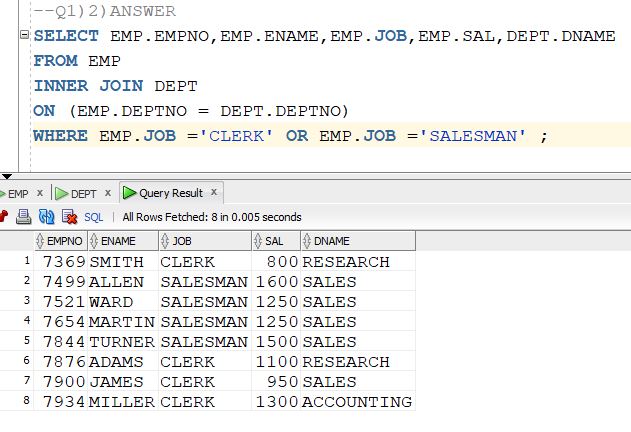 --Q1)2)ANSWER
SELECT EMP.EMPNO,EMP.ENAME,EMP.JOB,EMP.SAL,DEPT.DNAME
FROM EMP
INNER JOIN DEPT
ON (EMP.DEPTNO = DEPT.DEPTNO)
WHERE EMP.JOB ='CLERK' OR EMP.JOB ='SALESMAN' ;
EMP x DEPT x Query Result x
SQL | All Rows Fetched: 8 in 0.005 seconds
EMPNO ENAME JOB SAL DNAME
1 7369 SMITH CLERK 800 RESEARCH
2 7499 ALLEN SALESMAN 1600 SALES
3 7521 WARD SALESMAN 1250 SALES
4 7654 MARTIN SALESMAN 1250 SALES
5 7844 TURNER SALESMAN 1500 SALES
6 7876 ADAMS CLERK 1100 RESEARCH
7 7900 JAMES CLERK 950 SALES
8 7934 MILLER CLERK 1300 ACCOUNTING